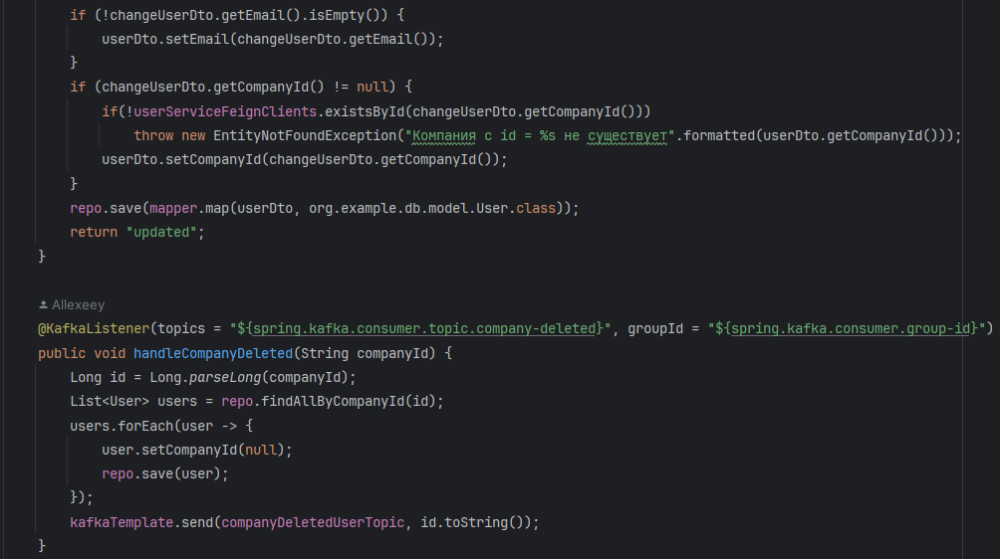 if (!changeUserDto.getEmail().isEmpty()) {
userDto.setEmail(changeUserDto.getEmail());
}
if (changeUserDto.getCompanyId() != null) {
if(!userServiceFeignClients.existsById(changeUserDto.getCompanyId()))
throw new EntityNotFoundException("Компания с id = %s не существует".formatted(userDto.getCompanyId()));
userDto.setCompanyId(changeUserDto.getCompanyId());
}
repo.save(mapper.map(userDto, org.example.db.model.User.class));
return "updated";
}
Allexeey
@KafkaListener(topics = "${spring.kafka.consumer.topic.company-deleted}", groupId = "${spring.kafka.consumer.group-id}")
public void handleCompanyDeleted(String companyId) {
Long id = Long.parseLong(companyId);
List<User> users = repo.findAllByCompanyId(id);
users.forEach(user -> {
user.setCompanyId(null);
repo.save(user);
});
kafkaTemplate.send(companyDeletedUserTopic, id.toString());
}